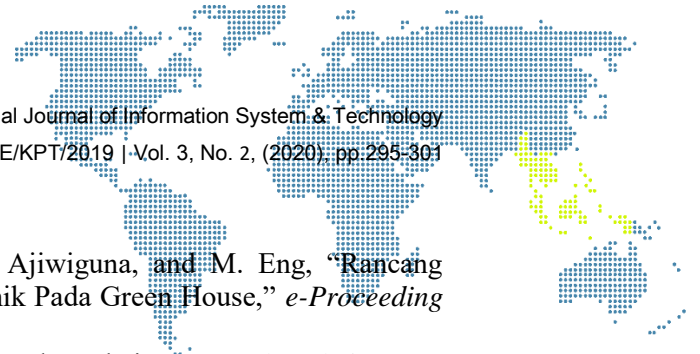 al Journal of Information System & Technology
E/KPT/2019 | Vol. 3, No. 2, (2020), pp.295-301
Ajiwiguna, and M. Eng, “Rancang
nik Pada Green House,” e-Proceeding